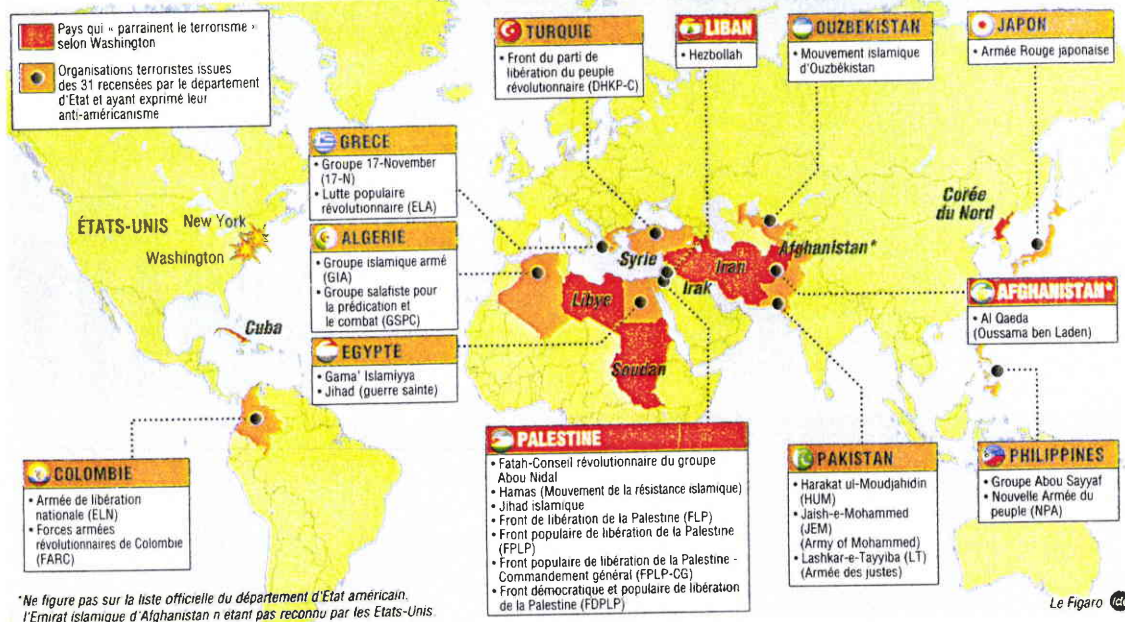 Pays qui « parrainent le terrorisme »
selon Washington
Organisations terroristes issues
des 31 recensées par le département
d'Etat et ayant exprimé leur
anti-américanisme
TURQUIE
• Front du parti de
libération du peuple
révolutionnaire (DHKP-C)
LIBAN
• Hezbollah
OUZBEKISTAN
• Mouvement islamique
d'Ouzbékistan
JAPON
• Armée Rouge japonaise
GRECE
• Groupe 17-November
(17-N)
• Lutte populaire
révolutionnaire (ELA)
ALGERIE
• Groupe islamique armé
(GIA)
• Groupe salafiste pour
la prédication et
le combat (GSPC)
EGYPTE
• Gama' Islamiyya
• Jihad (guerre sainte)
ÉTATS-UNIS
New York
Washington
Cuba
Syrie
Libye
Soudan
Irak
Iran
Afghanistan*
Corée
du Nord
AFGHANISTAN*
• Al Qaeda
(Oussama ben Laden)
COLOMBIE
• Armée de libération
nationale (ELN)
• Forces armées
révolutionnaires de Colombie
(FARC)
PALESTINE
• Fatah-Conseil révolutionnaire du groupe
Abou Nidal
• Hamas (Mouvement de la résistance islamique)
• Jihad islamique
• Front de libération de la Palestine (FLP)
• Front populaire de libération de la Palestine
(FPLP)
• Front populaire de libération de la Palestine -
Commandement général (FPLP-CG)
• Front démocratique et populaire de libération
de la Palestine (FDPLP)
PAKISTAN
• Harakat ul-Moudjahidin
(HUM)
• Jaish-e-Mohammed
(JEM)
(Army of Mohammed)
• Lashkar-e-Tayyiba (LT)
(Armée des justes)
PHILIPPINES
• Groupe Abou Sayyaf
• Nouvelle Armée du
peuple (NPA)
*Ne figure pas sur la liste officielle du département d'Etat américain,
l'Emirat islamique d'Afghanistan n'étant pas reconnu par les Etats-Unis.
Le Figaro